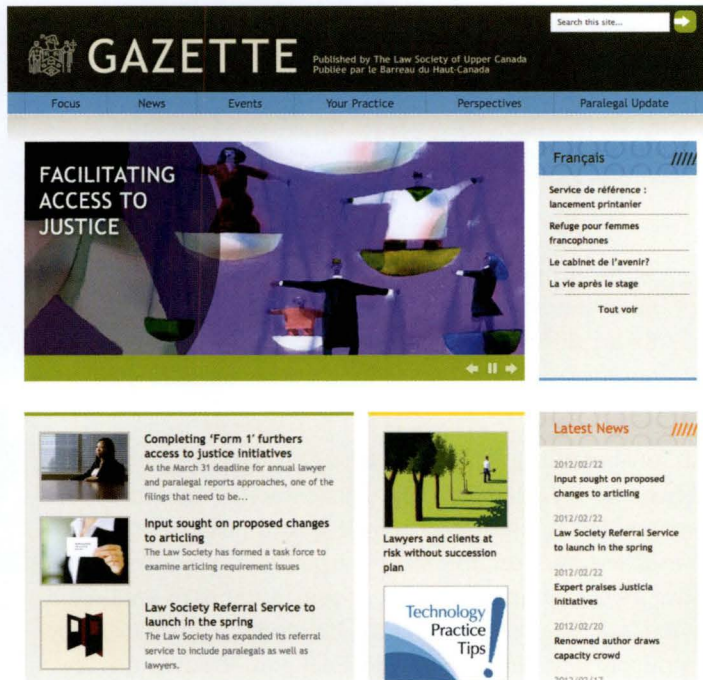 Search this site...
GAZETTE
Published by The Law Society of Upper Canada
Publiée par le Barreau du Haut-Canada
Focus News Events Your Practice Perspectives Paralegal Update
FACILITATING
ACCESS TO
JUSTICE
Français
Service de référence :
lancement printanier
Refuge pour femmes
francophones
Le cabinet de l'avenir?
La vie après le stage
Tout voir
Completing 'Form 1' furthers
access to justice initiatives
As the March 31 deadline for annual lawyer
and paralegal reports approaches, one of the
filings that need to be...
Input sought on proposed changes
to articling
The Law Society has formed a task force to
examine articling requirement issues
Law Society Referral Service to
launch in the spring
The Law Society has expanded its referral
service to include paralegals as well as
lawyers.
Lawyers and clients at
risk without succession
plan
Technology
Practice
Tips
Latest News
2012/02/22
Input sought on proposed
changes to articling
2012/02/22
Law Society Referral Service
to launch in the spring
2012/02/22
Expert praises Justicia
initiatives
2012/02/20
Renowned author draws
capacity crowd
2012/02/17